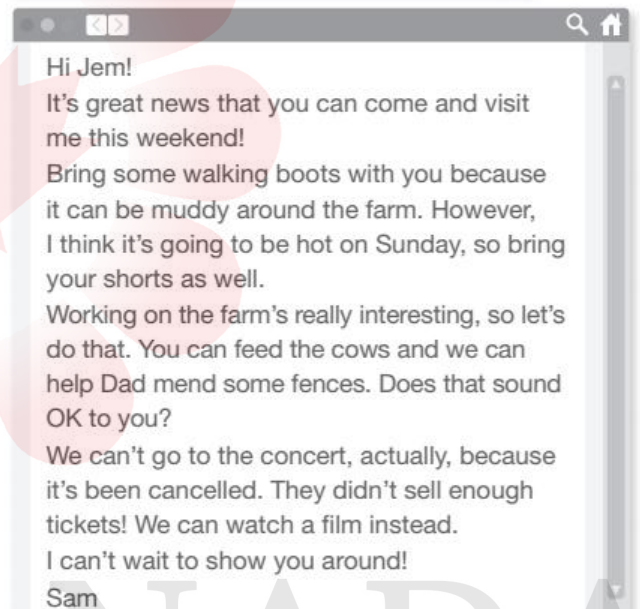 Hi Jem!
It's great news that you can come and visit
me this weekend!
Bring some walking boots with you because
it can be muddy around the farm. However,
I think it's going to be hot on Sunday, so bring
your shorts as well.
Working on the farm's really interesting, so let's
do that. You can feed the cows and we can
help Dad mend some fences. Does that sound
OK to you?
We can't go to the concert, actually, because
it's been cancelled. They didn't sell enough
tickets! We can watch a film instead.
I can't wait to show you around!
Sam